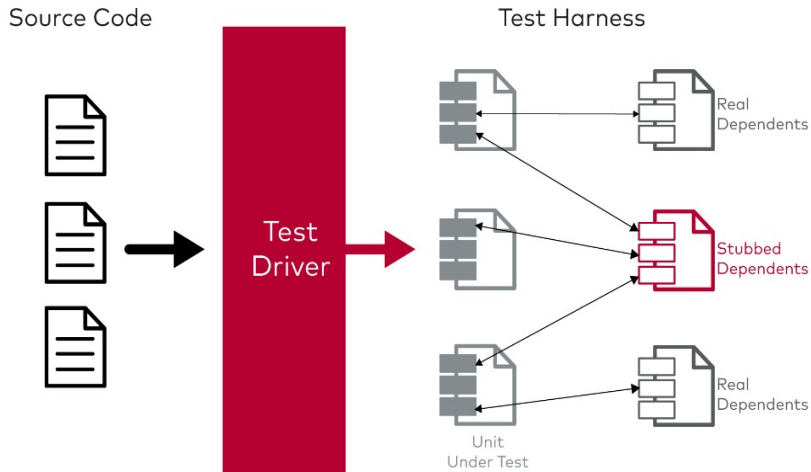 Source Code
Test Harness
Real
Dependents
Test
Driver
Stubbed
Dependents
Real
Dependents
Unit
Under Test